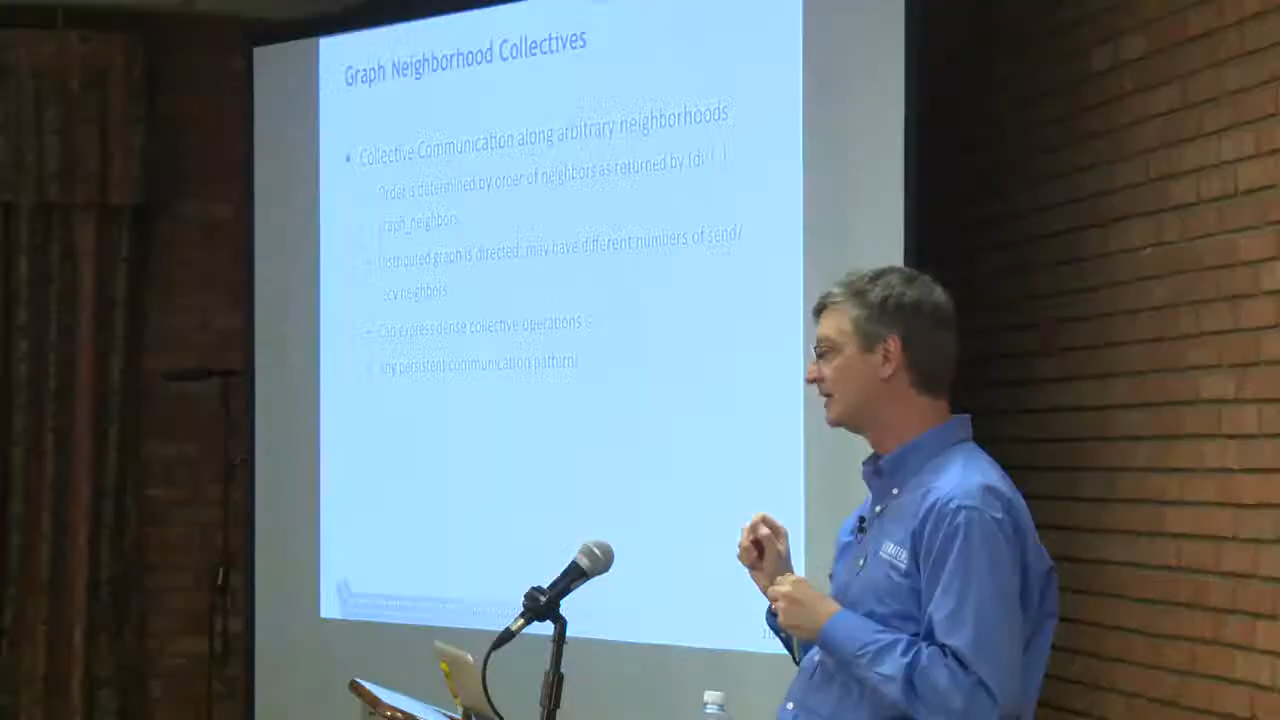 Graph Neighborhood Collectives
• Collective Communication along arbitrary neighborhoods
Order is determined by order of neighbors as returned by
raph_neighbors.
Distributed graph is directed, may have different numbers of send/
ecv neighbors
– Can express dense collective operations
Any persistent communication pattern!